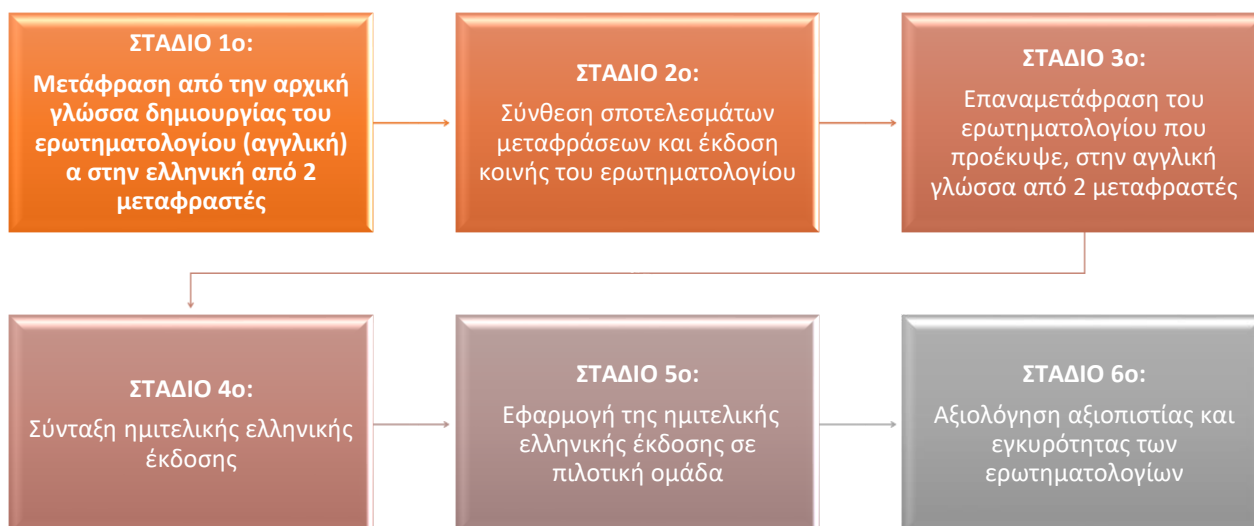 ΣΤΑΔΙΟ 1ο:
Μετάφραση από την αρχική
γλώσσα δημιουργίας του
ερωτηματολογίου (αγγλική)
α στην ελληνική από 2
μεταφραστές
ΣΤΑΔΙΟ 2ο:
Σύνθεση σποτελεσμάτων
μεταφράσεων και έκδοση
κοινής του ερωτηματολογίου
ΣΤΑΔΙΟ 3ο:
Επαναμετάφραση του
ερωτηματολογίου που
προέκυψε, στην αγγλική
γλώσσα από 2 μεταφραστές
ΣΤΑΔΙΟ 4ο:
Σύνταξη ημιτελικής ελληνικής
έκδοσης
ΣΤΑΔΙΟ 5ο:
Εφαρμογή της ημιτελικής
ελληνικής έκδοσης σε
πιλοτική ομάδα
ΣΤΑΔΙΟ 6ο:
Αξιολόγηση αξιοπιστίας και
εγκυρότητας των
ερωτηματολογίων